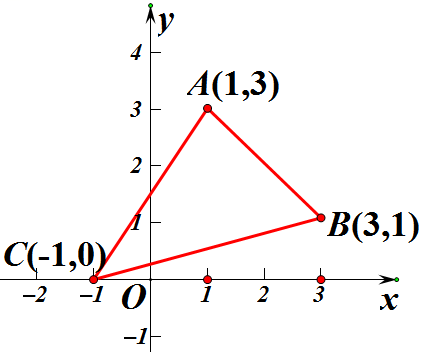 y
4
A(1,3)
3
2
1
B(3,1)
C(-1,0)
−2 −1 O 1 2 3 x
−1